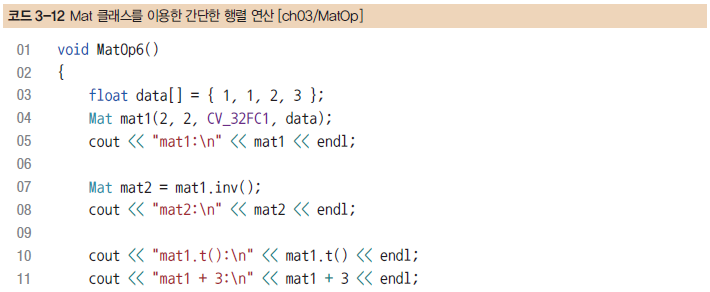 코드 3-12 Mat 클래스를 이용한 간단한 행렬 연산 [ch03/MatOp]
01 void MatOp6()
02 {
03     float data[] = { 1, 1, 2, 3 };
04     Mat mat1(2, 2, CV_32FC1, data);
05     cout << "mat1:\n" << mat1 << endl;
06
07     Mat mat2 = mat1.inv();
08     cout << "mat2:\n" << mat2 << endl;
09
10     cout << "mat1.t():\n" << mat1.t() << endl;
11     cout << "mat1 + 3:\n" << mat1 + 3 << endl;